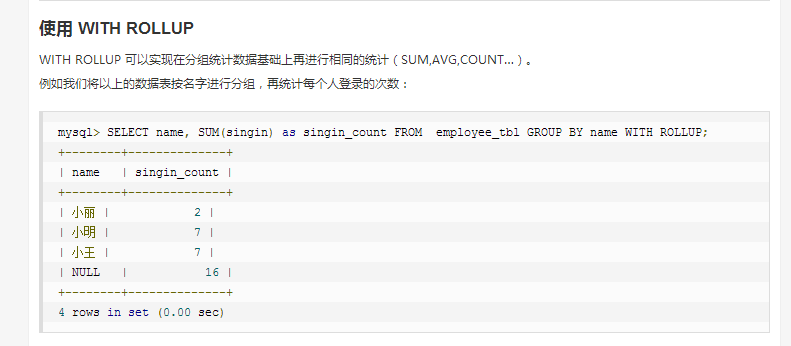 使用 WITH ROLLUP
WITH ROLLUP 可以实现在分组统计数据基础上再进行相同的统计（SUM,AVG,COUNT…）。
例如我们将以上的数据表按名字进行分组，再统计每个人登录的次数：
mysql> SELECT name, SUM(singin) as singin_count FROM  employee_tbl GROUP BY name WITH ROLLUP;
+--------+--------------+
| name   | singin_count |
+--------+--------------+
| 小丽 |            2 |
| 小明 |            7 |
| 小王 |            7 |
| NULL   |           16 |
+--------+--------------+
4 rows in set (0.00 sec)